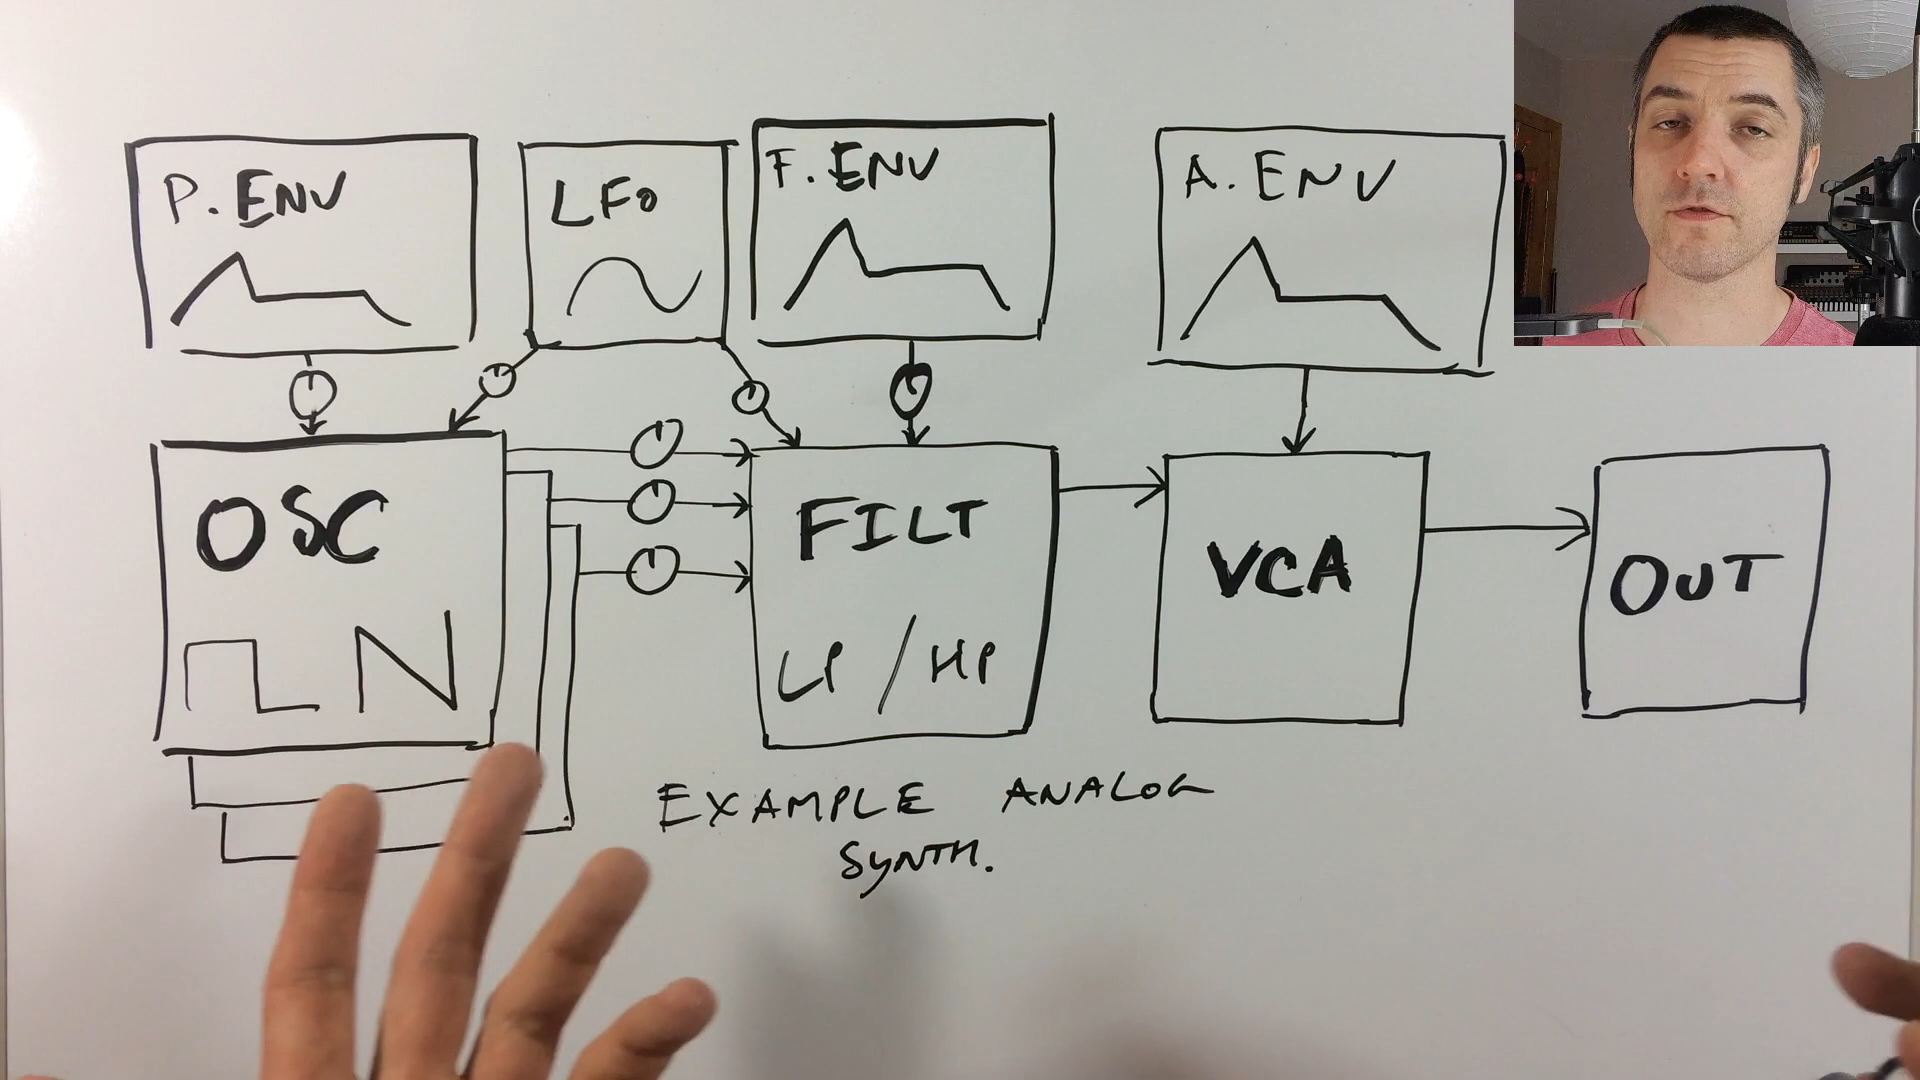 P. ENV
LFO
F. ENV
A. ENV
OSC
FILT
LP / HP
VCA
OUT
EXAMPLE ANALOG
SYNTH.